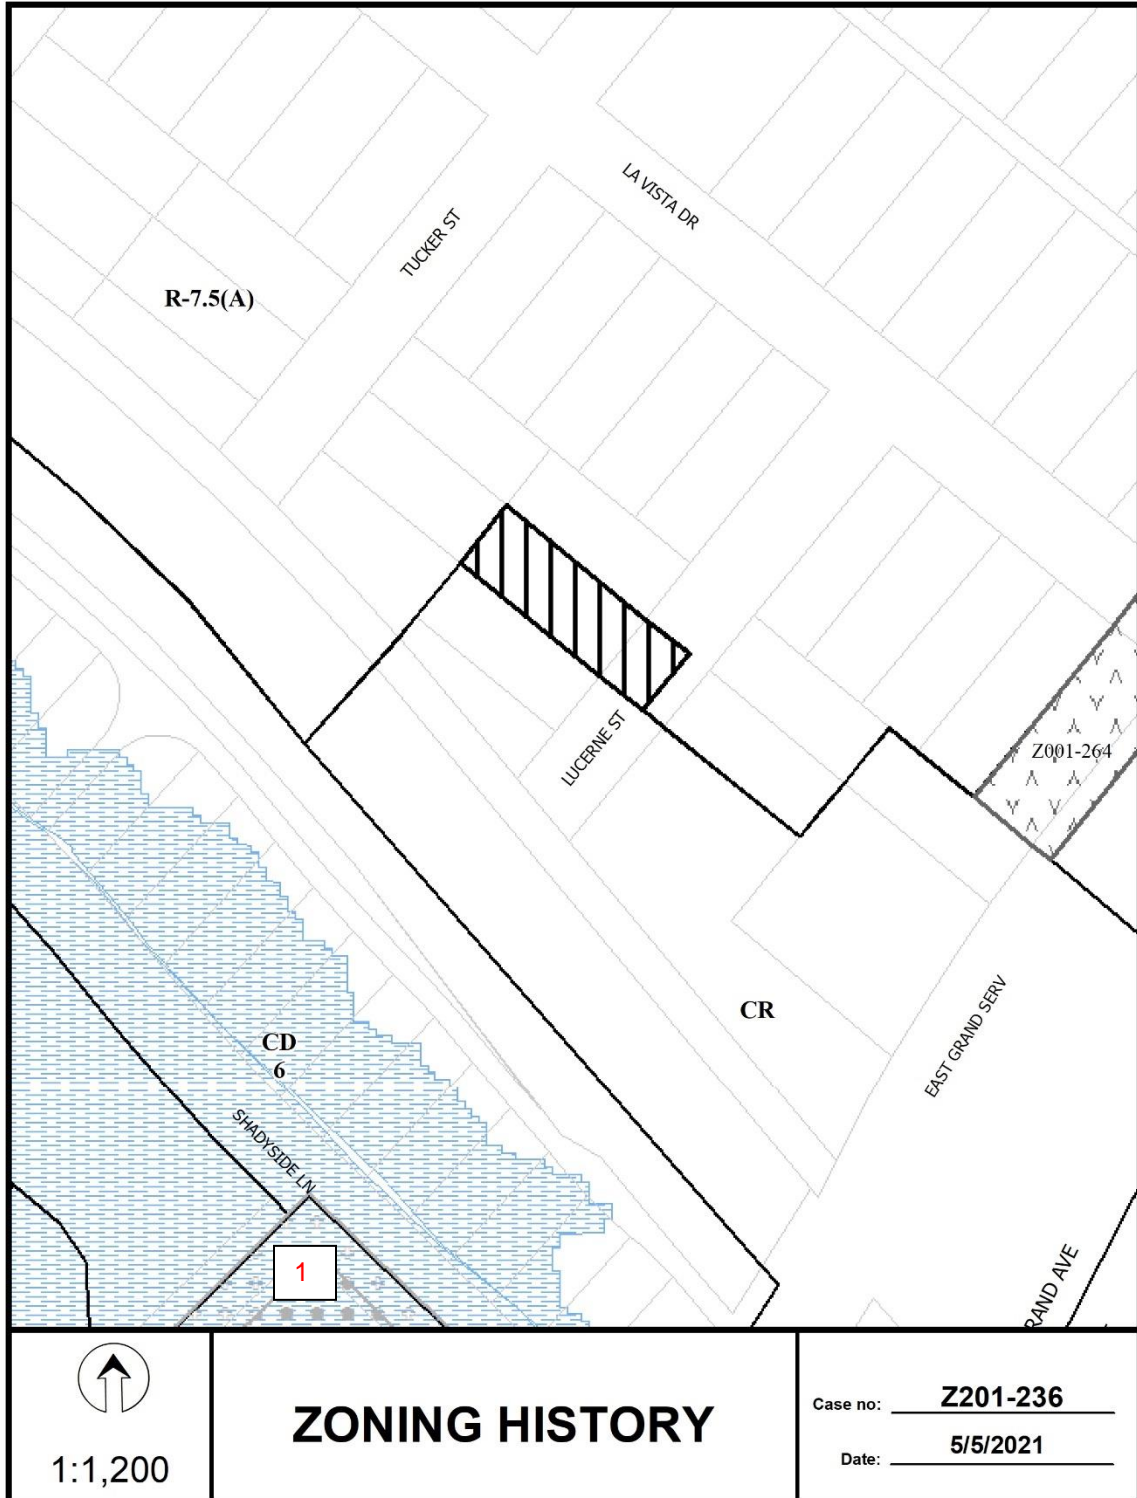 LA VISTA DR
TUCKER ST
R-7.5(A)
LUCERNE ST
Z001-264
CR
EAST GRAND SERV
CD
6
SHADYSIDE LN
1
RAND AVE
1:1,200
ZONING HISTORY
Case no: Z201-236
Date: 5/5/2021